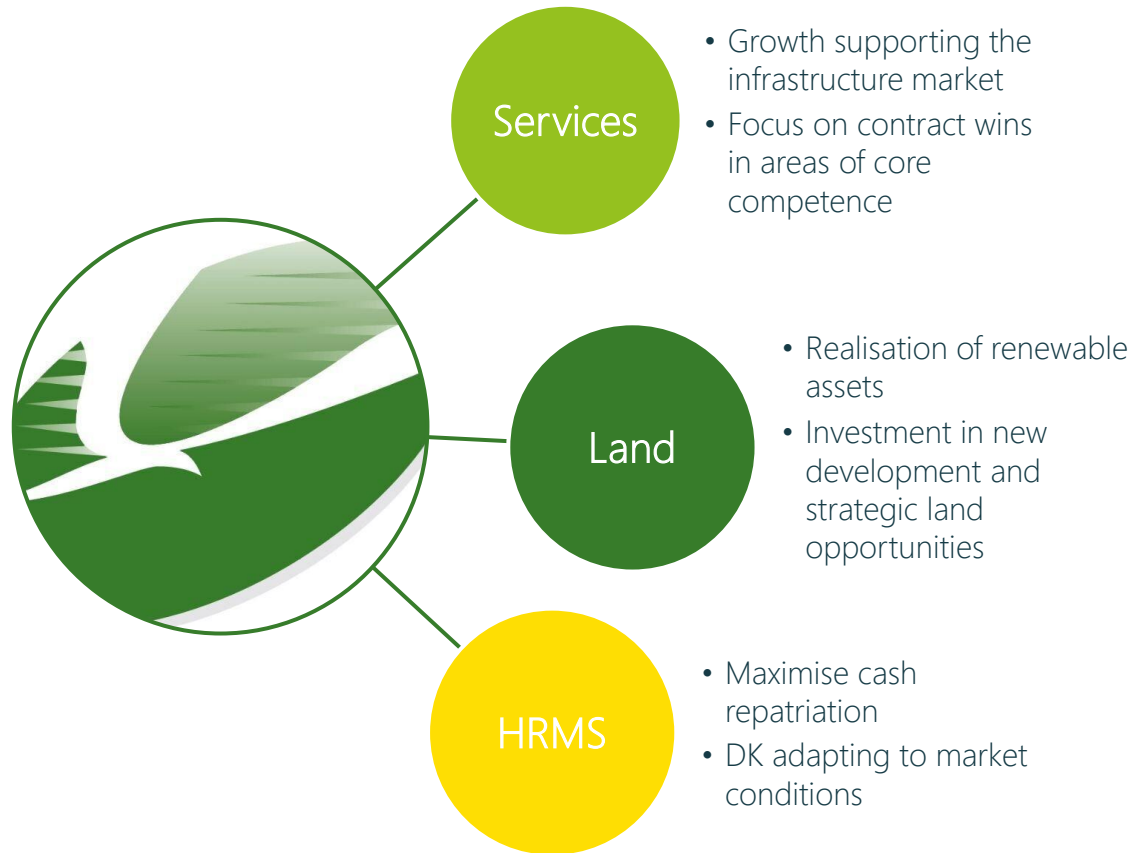 Services
• Growth supporting the
infrastructure market
• Focus on contract wins
in areas of core
competence
Land
• Realisation of renewable
assets
• Investment in new
development and
strategic land
opportunities
HRMS
• Maximise cash
repatriation
• DK adapting to market
conditions